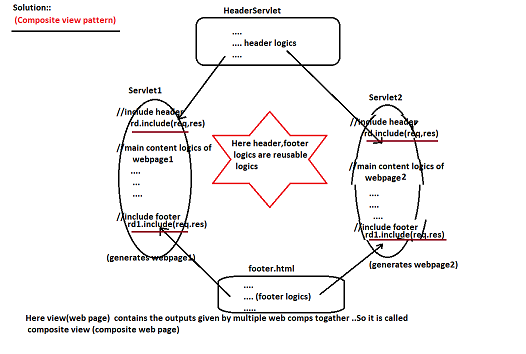 Solution::
(Composite view pattern)
HeaderServlet
....
.... header logics
....
Servlet1
//include header
rd.include(req,res)
//main content logics of
webpage1
....
...
....
//include footer
rd1.include(req.res)
(generates webpage1)
Here header,footer
logics are reusable
logics
Servlet2
//include header
rd.include(req,res)
//main content logics of
webpage2
....
....
....
//include footer
rd1.include(req.res)
(generates webpage2)
footer.html
....
.... (footer logics)
.....
Here view(web page) contains the outputs given by multiple web comps togather ..So it is called
composite view (composite web page)